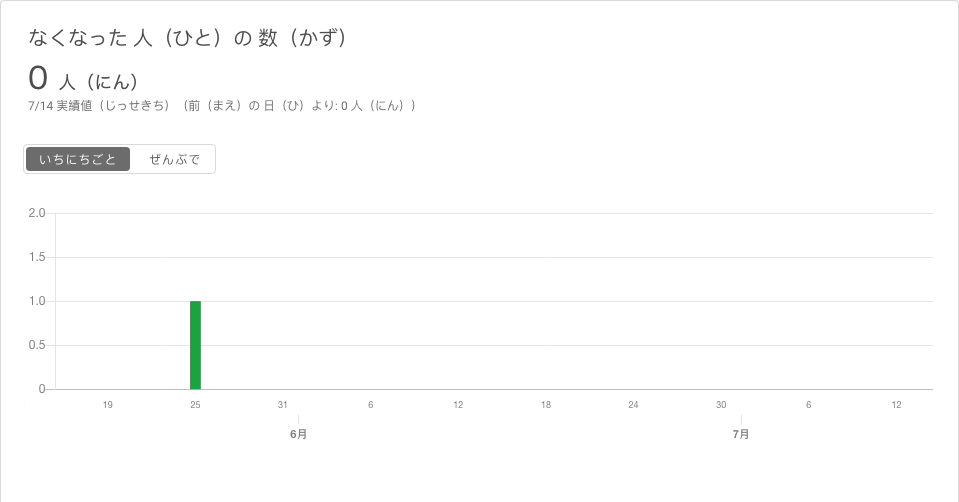 なくなった 人（ひと）の 数（かず）
0 人（にん）
7/14 実績値（じっせきち）（前（まえ）の 日（ひ）より: 0 人（にん））
いちにちごと ぜんぶで
2.0
1.5
1.0
0.5
0
19 25 31 6 12 18 24 30 6 12
6月 7月